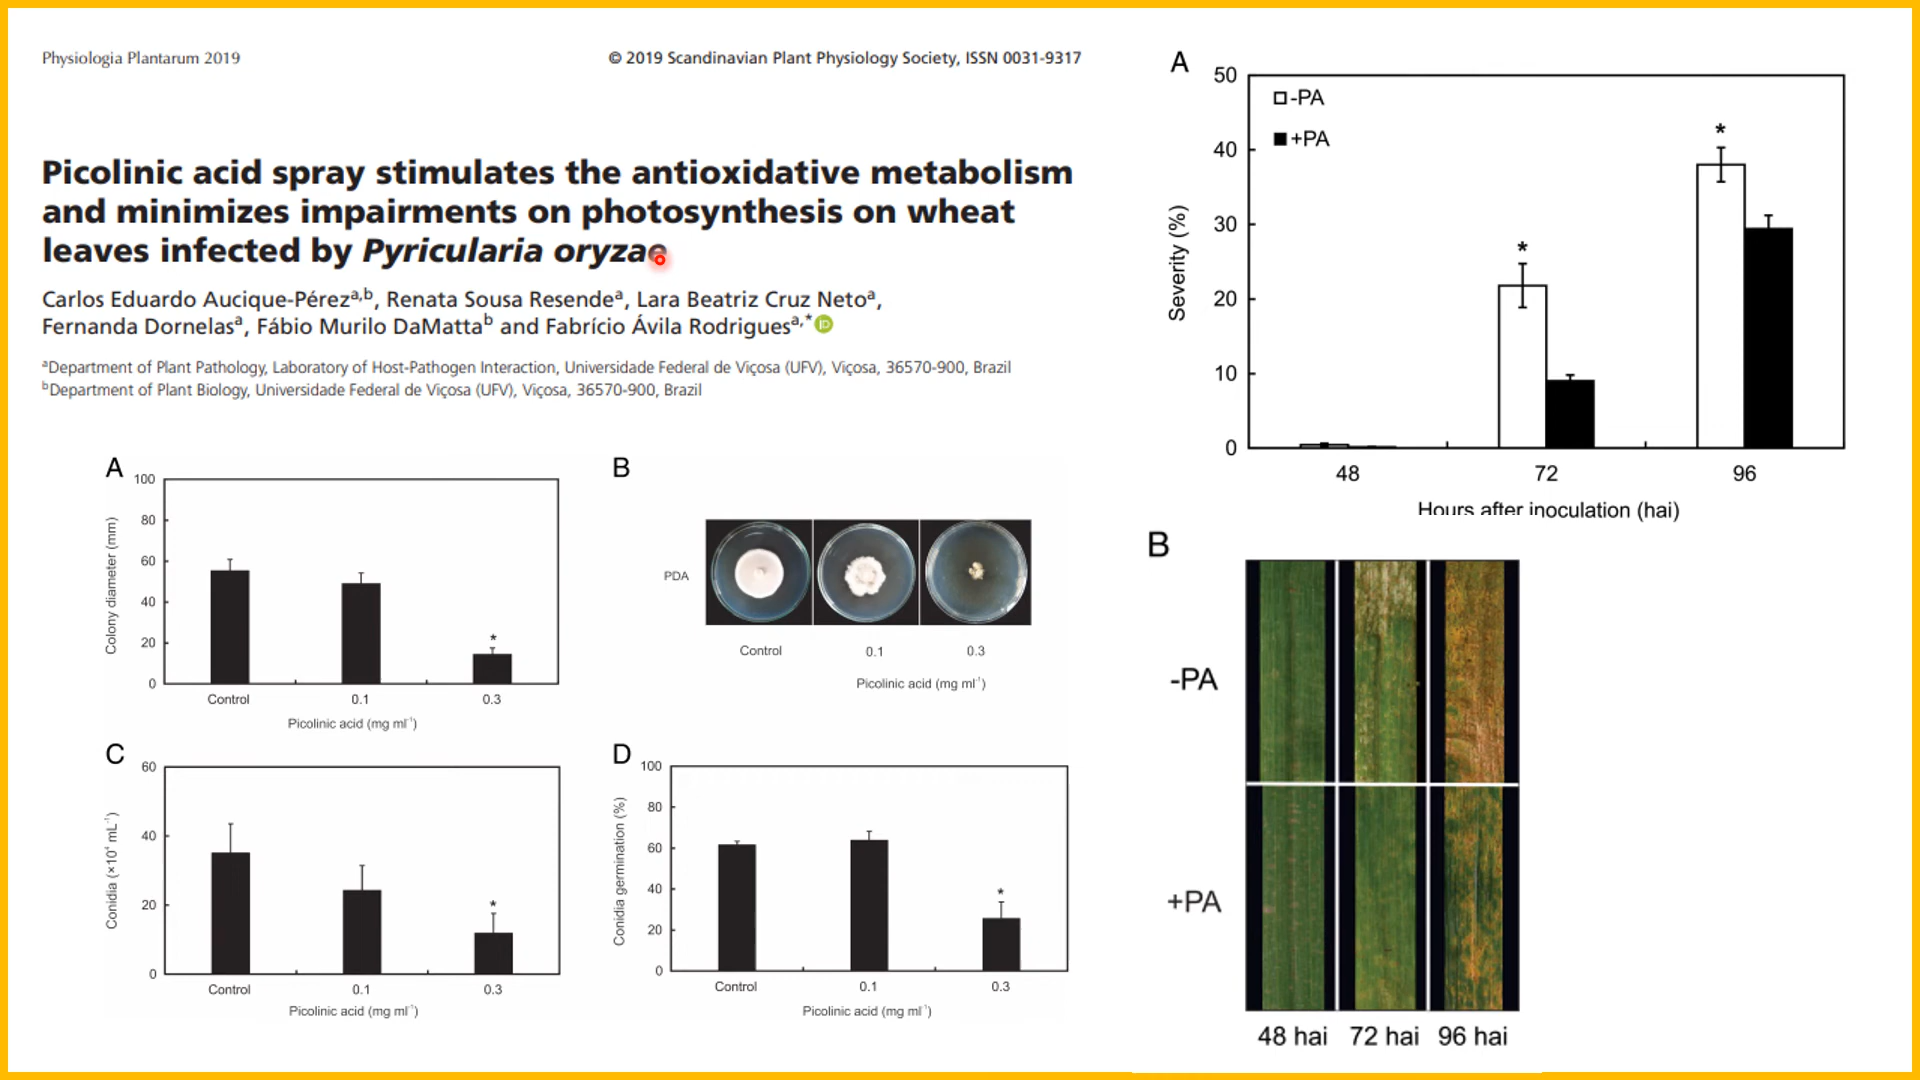 Physiologia Plantarum 2019
© 2019 Scandinavian Plant Physiology Society, ISSN 0031-9317
Picolinic acid spray stimulates the antioxidative metabolism
and minimizes impairments on photosynthesis on wheat
leaves infected by Pyricularia oryzae
Carlos Eduardo Aucique-Pérezᵃ,ᵇ, Renata Sousa Resendeᵃ, Lara Beatriz Cruz Netoᵃ,
Fernanda Dornelasᵃ, Fábio Murilo DaMattaᵇ and Fabrício Ávila Rodriguesᵃ,* iD
ᵃDepartment of Plant Pathology, Laboratory of Host-Pathogen Interaction, Universidade Federal de Viçosa (UFV), Viçosa, 36570-900, Brazil
ᵇDepartment of Plant Biology, Universidade Federal de Viçosa (UFV), Viçosa, 36570-900, Brazil
A
Colony diameter (mm)
100
80
60
40
20
0
*
Control 0.1 0.3
Picolinic acid (mg ml⁻¹)
B
PDA
Control 0.1 0.3
Picolinic acid (mg ml⁻¹)
C
Conidia (×10⁴ mL⁻¹)
60
40
20
0
*
Control 0.1 0.3
Picolinic acid (mg ml⁻¹)
D
Conidia germination (%)
100
80
60
40
20
0
*
Control 0.1 0.3
Picolinic acid (mg ml⁻¹)
A
Severity (%)
50
40
30
20
10
0
-PA
+PA
*
*
48 72 96
Hours after inoculation (hai)
B
-PA
+PA
48 hai 72 hai 96 hai